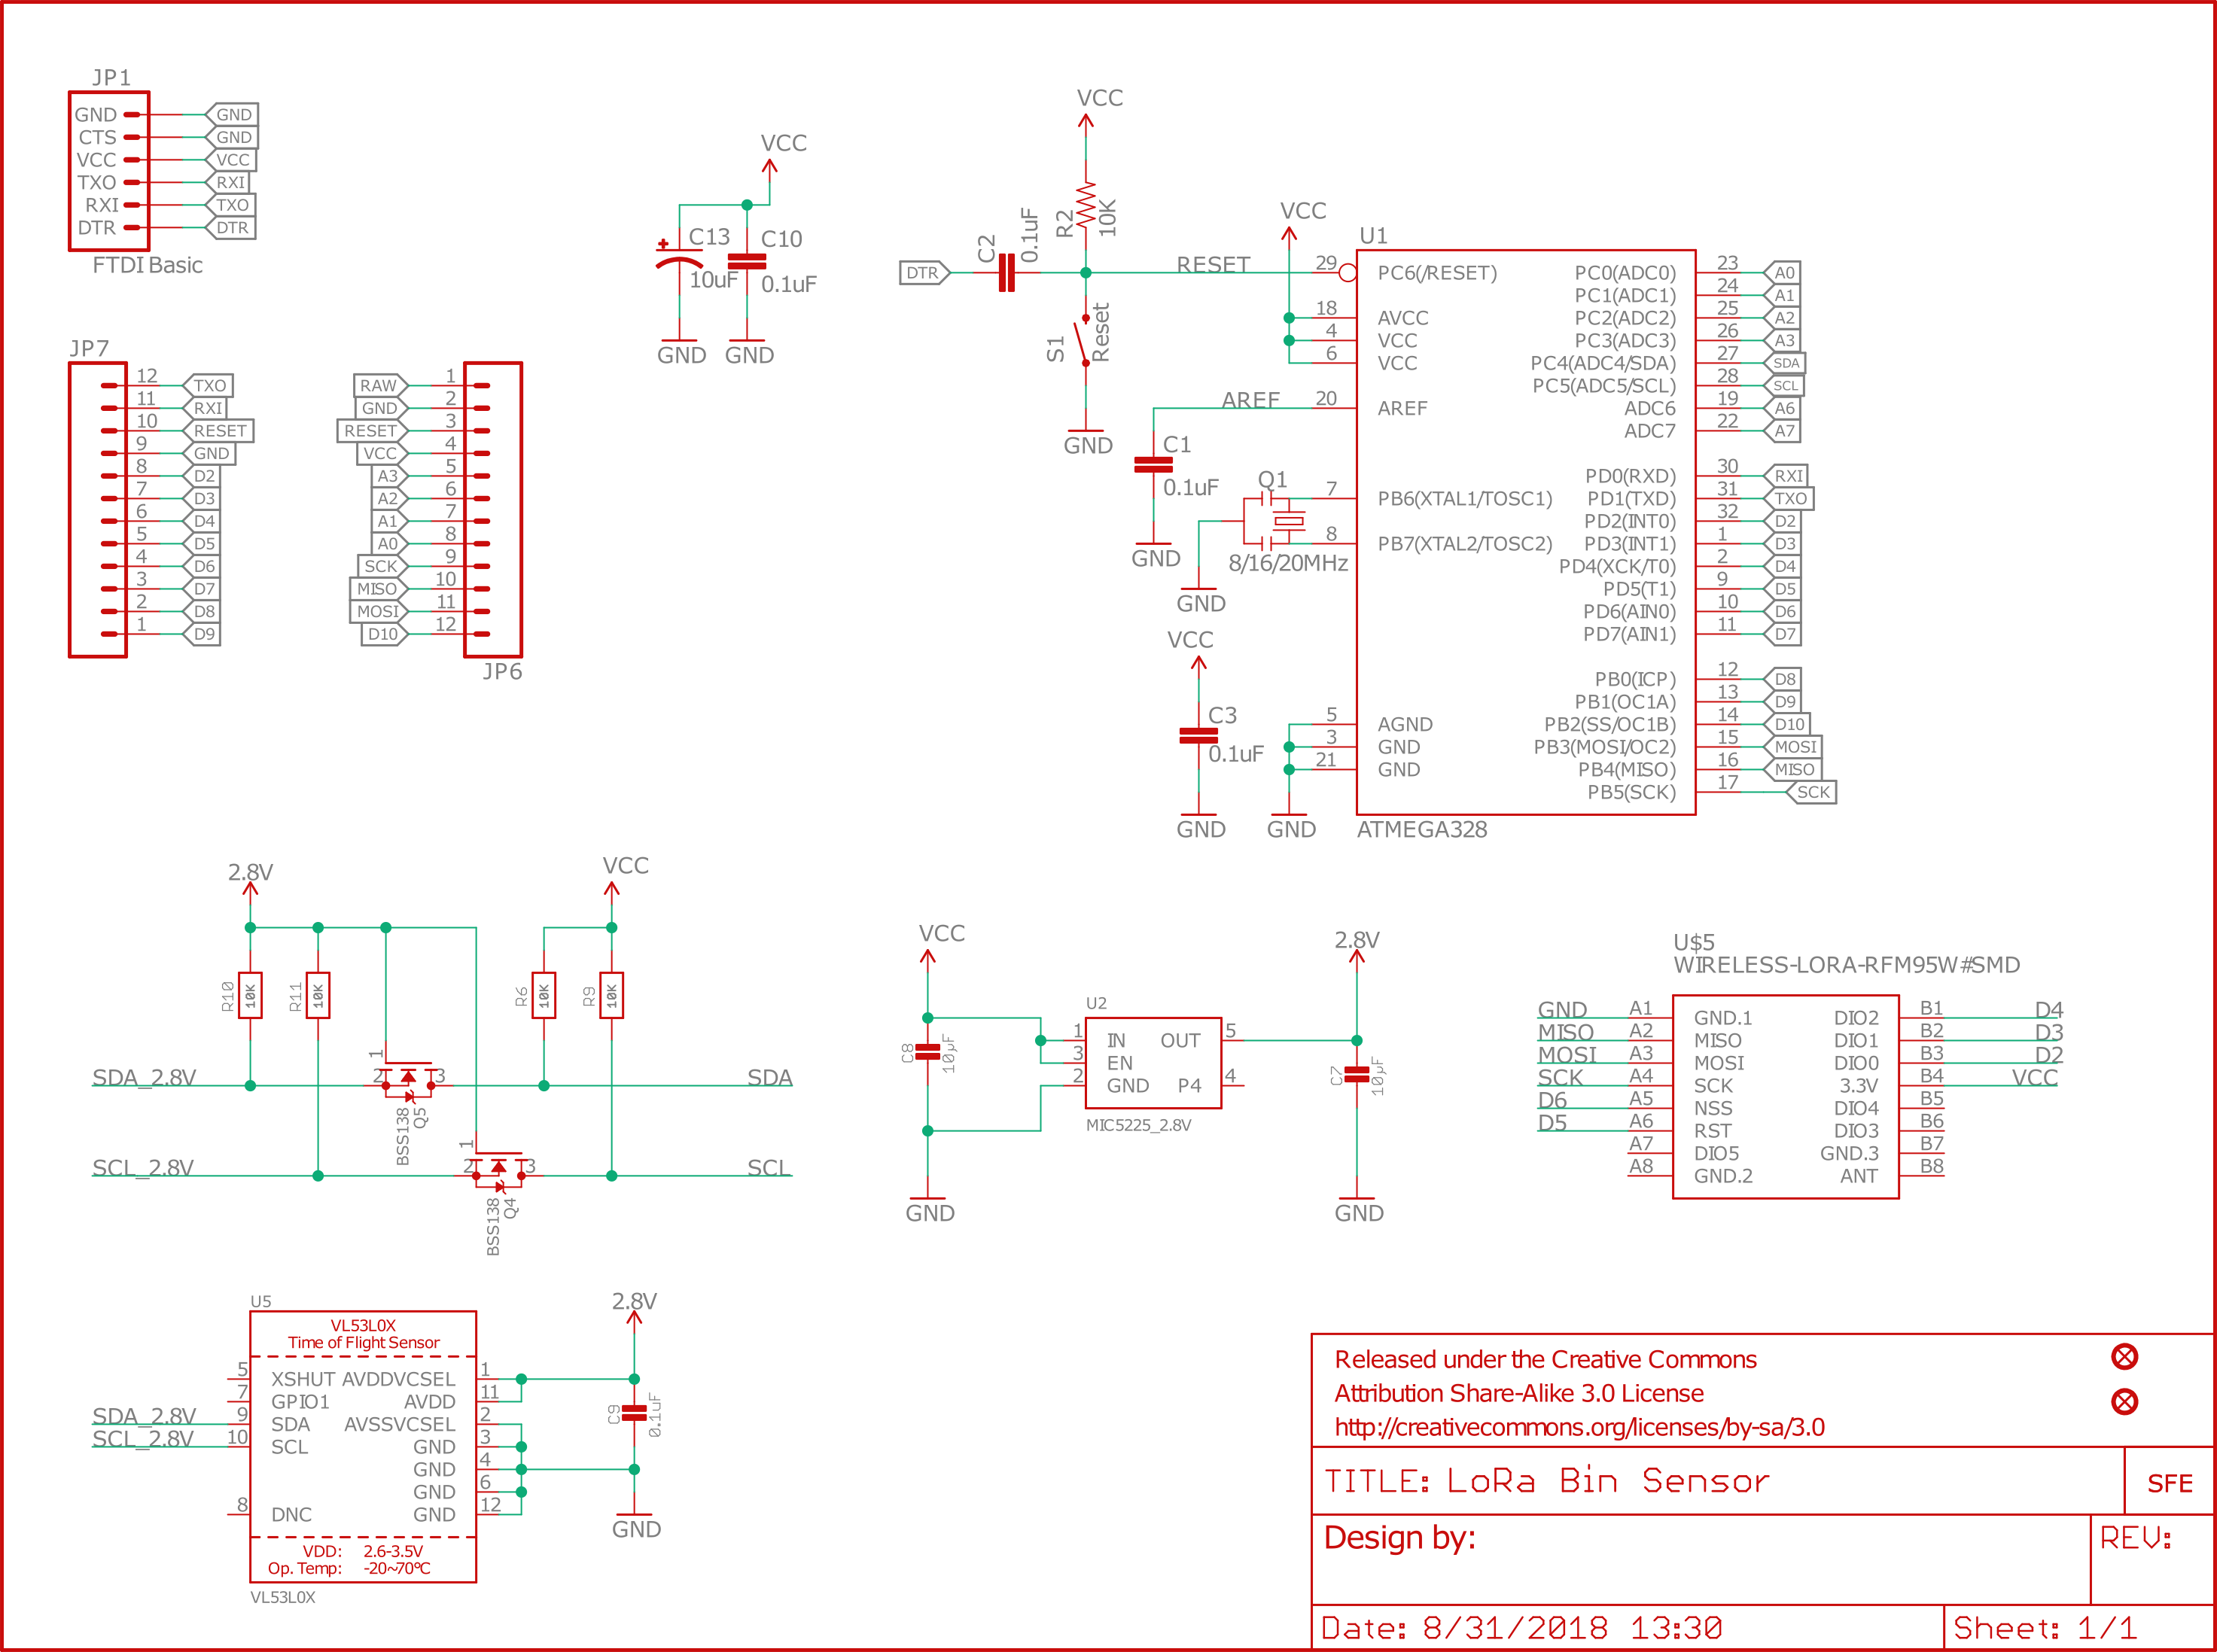 JP1
GND GND
CTS GND
VCC VCC
TXO RXI
RXI TXO
DTR DTR
FTDI Basic
JP7
12 TXO
11 RXI
10 RESET
9 GND
8 D2
7 D3
6 D4
5 D5
4 D6
3 D7
2 D8
1 D9
RAW 1
GND 2
RESET 3
VCC 4
A3 5
A2 6
A1 7
A0 8
SCK 9
MISO 10
MOSI 11
D10 12
JP6
VCC
C13
10uF
C10
0.1uF
GND GND
VCC
R2
10K
DTR
C2
0.1uF
RESET
S1
Reset
GND
VCC
AREF
C1
0.1uF
GND
Q1
8/16/20MHz
GND
VCC
C3
0.1uF
GND GND
U1
29 PC6(/RESET)
18 AVCC
4 VCC
6 VCC
20 AREF
7 PB6(XTAL1/TOSC1)
8 PB7(XTAL2/TOSC2)
5 AGND
3 GND
21 GND
PC0(ADC0) 23 A0
PC1(ADC1) 24 A1
PC2(ADC2) 25 A2
PC3(ADC3) 26 A3
PC4(ADC4/SDA) 27 SDA
PC5(ADC5/SCL) 28 SCL
ADC6 19 A6
ADC7 22 A7
PD0(RXD) 30 RXI
PD1(TXD) 31 TXO
PD2(INT0) 32 D2
PD3(INT1) 1 D3
PD4(XCK/T0) 2 D4
PD5(T1) 9 D5
PD6(AIN0) 10 D6
PD7(AIN1) 11 D7
PB0(ICP) 12 D8
PB1(OC1A) 13 D9
PB2(SS/OC1B) 14 D10
PB3(MOSI/OC2) 15 MOSI
PB4(MISO) 16 MISO
PB5(SCK) 17 SCK
ATMEGA328
2.8V VCC
R10 10K R11 10K R6 10K R9 10K
1
SDA_2.8V 2 3 SDA
BSS138
Q5
1
SCL_2.8V 2 3 SCL
BSS138
Q4
VCC 2.8V
U2
C8
10µF
1 IN OUT 5
3 EN
2 GND P4 4
MIC5225_2.8V
C7
10µF
GND GND
U$5
WIRELESS-LORA-RFM95W#SMD
GND A1 GND.1 DIO2 B1 D4
MISO A2 MISO DIO1 B2 D3
MOSI A3 MOSI DIO0 B3 D2
SCK A4 SCK 3.3V B4 VCC
D6 A5 NSS DIO4 B5
D5 A6 RST DIO3 B6
A7 DIO5 GND.3 B7
A8 GND.2 ANT B8
U5
VL53L0X
Time of Flight Sensor
5 XSHUT AVDDVCSEL 1
7 GPIO1 AVDD 11
SDA_2.8V 9 SDA AVSSVCSEL 2
SCL_2.8V 10 SCL GND 3
GND 4
GND 6
8 DNC GND 12
VDD: 2.6-3.5V
Op. Temp: -20~70°C
VL53L0X
2.8V
C9
0.1uF
GND
Released under the Creative Commons
Attribution Share-Alike 3.0 License
http://creativecommons.org/licenses/by-sa/3.0
TITLE: LoRa Bin Sensor
SFE
Design by:
REV:
Date: 8/31/2018 13:30
Sheet: 1/1